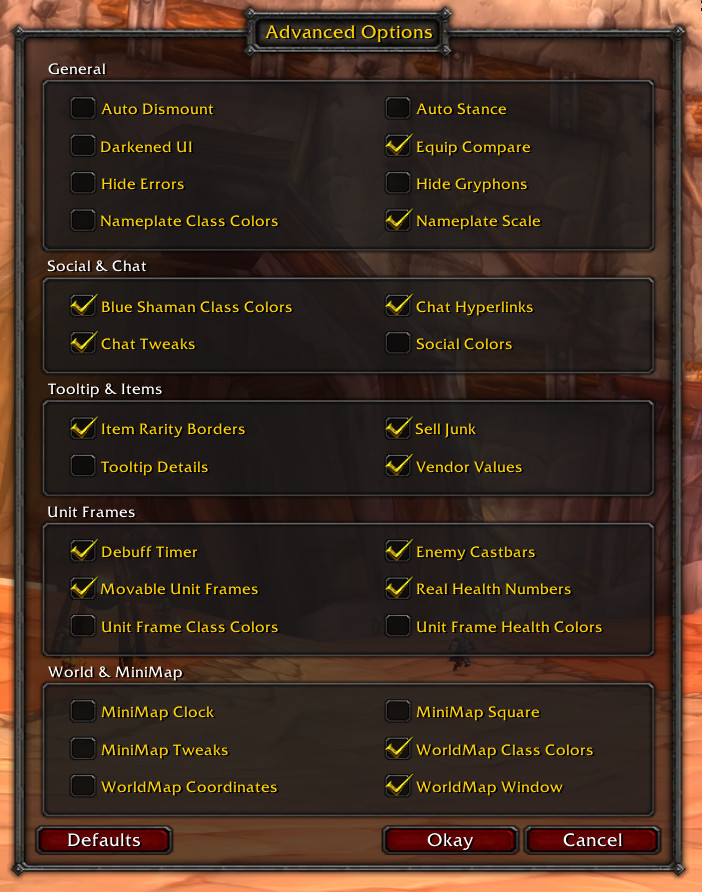 Advanced Options
General
Auto Dismount
Auto Stance
Darkened UI
Equip Compare
Hide Errors
Hide Gryphons
Nameplate Class Colors
Nameplate Scale
Social & Chat
Blue Shaman Class Colors
Chat Hyperlinks
Chat Tweaks
Social Colors
Tooltip & Items
Item Rarity Borders
Sell Junk
Tooltip Details
Vendor Values
Unit Frames
Debuff Timer
Enemy Castbars
Movable Unit Frames
Real Health Numbers
Unit Frame Class Colors
Unit Frame Health Colors
World & MiniMap
MiniMap Clock
MiniMap Square
MiniMap Tweaks
WorldMap Class Colors
WorldMap Coordinates
WorldMap Window
Defaults
Okay
Cancel